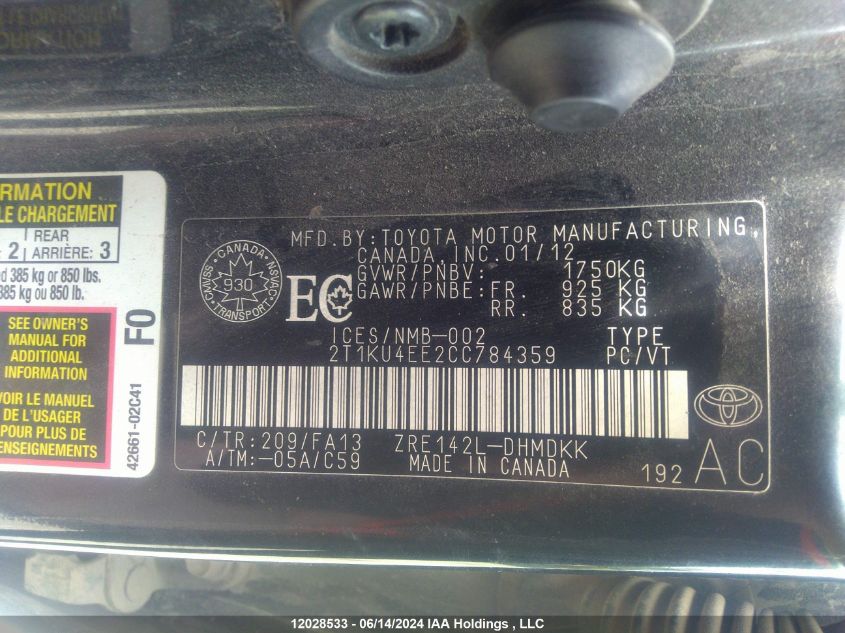 RMATION
LE CHARGEMENT
REAR
: 2 | ARRIÈRE: 3
d 385 kg or 850 lbs.
385 kg ou 850 lb.
SEE OWNER'S
MANUAL FOR
ADDITIONAL
INFORMATION
VOIR LE MANUEL
DE L'USAGER
POUR PLUS DE
RENSEIGNEMENTS
F0
42661-02C41
MFD. BY: TOYOTA MOTOR MANUFACTURING,
CANADA, INC. 01/12
GVWR/PNBV: 1750KG
GAWR/PNBE: FR. 925 KG
RR. 835 KG
CANADA
CMVSS NSVAC
930
TRANSPORT
EC
ICES/NMB-002 TYPE
2T1KU4EE2CC784359 PC/VT
C/TR: 209/FA13 ZRE142L-DHMDKK
A/TM: -05A/C59 MADE IN CANADA
192 AC
12028533 - 06/14/2024 IAA Holdings , LLC